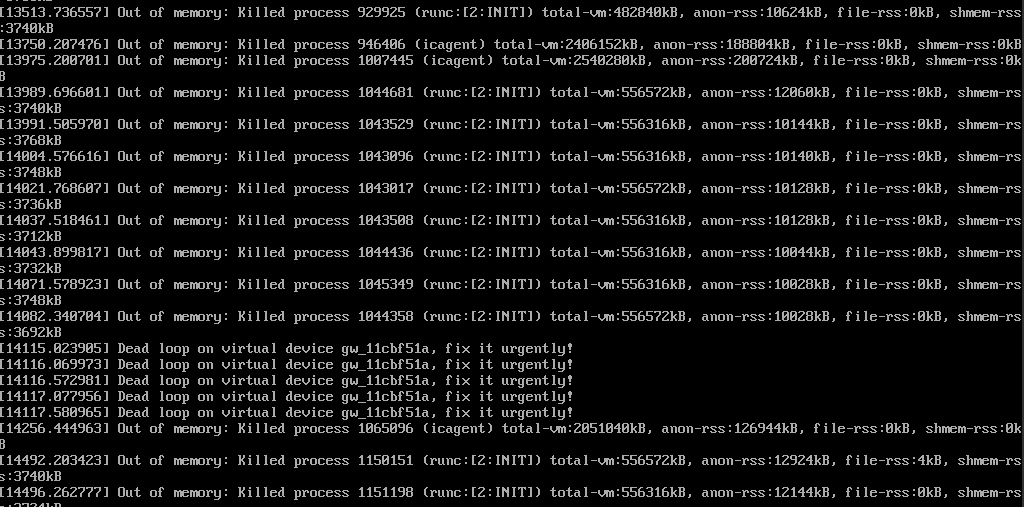 [13513.736557] Out of memory: Killed process 929925 (runc:[2:INIT]) total-vm:482840kB, anon-rss:10624kB, file-rss:0kB, shmem-rss
:3740kB
[13750.207476] Out of memory: Killed process 946406 (icagent) total-vm:2406152kB, anon-rss:188804kB, file-rss:0kB, shmem-rss:0kB
[13975.200701] Out of memory: Killed process 1007445 (icagent) total-vm:2540280kB, anon-rss:200724kB, file-rss:0kB, shmem-rss:0k
B
[13989.696601] Out of memory: Killed process 1044681 (runc:[2:INIT]) total-vm:556572kB, anon-rss:12060kB, file-rss:0kB, shmem-rs
s:3740kB
[13991.505970] Out of memory: Killed process 1043529 (runc:[2:INIT]) total-vm:556316kB, anon-rss:10144kB, file-rss:0kB, shmem-rs
s:3768kB
[14004.576616] Out of memory: Killed process 1043096 (runc:[2:INIT]) total-vm:556316kB, anon-rss:10140kB, file-rss:0kB, shmem-rs
s:3748kB
[14021.768607] Out of memory: Killed process 1043017 (runc:[2:INIT]) total-vm:556572kB, anon-rss:10128kB, file-rss:0kB, shmem-rs
s:3736kB
[14037.518461] Out of memory: Killed process 1043508 (runc:[2:INIT]) total-vm:556316kB, anon-rss:10128kB, file-rss:0kB, shmem-rs
s:3712kB
[14043.899817] Out of memory: Killed process 1044436 (runc:[2:INIT]) total-vm:556316kB, anon-rss:10044kB, file-rss:0kB, shmem-rs
s:3732kB
[14071.578923] Out of memory: Killed process 1045349 (runc:[2:INIT]) total-vm:556572kB, anon-rss:10028kB, file-rss:0kB, shmem-rs
s:3748kB
[14082.340704] Out of memory: Killed process 1044358 (runc:[2:INIT]) total-vm:556572kB, anon-rss:10028kB, file-rss:0kB, shmem-rs
s:3692kB
[14115.023905] Dead loop on virtual device gw_11cbf51a, fix it urgently!
[14116.069973] Dead loop on virtual device gw_11cbf51a, fix it urgently!
[14116.572981] Dead loop on virtual device gw_11cbf51a, fix it urgently!
[14117.077956] Dead loop on virtual device gw_11cbf51a, fix it urgently!
[14117.580965] Dead loop on virtual device gw_11cbf51a, fix it urgently!
[14256.444963] Out of memory: Killed process 1065096 (icagent) total-vm:2051040kB, anon-rss:126944kB, file-rss:0kB, shmem-rss:0k
B
[14492.203423] Out of memory: Killed process 1150151 (runc:[2:INIT]) total-vm:556572kB, anon-rss:12924kB, file-rss:4kB, shmem-rs
s:3740kB
[14496.262777] Out of memory: Killed process 1151198 (runc:[2:INIT]) total-vm:556316kB, anon-rss:12144kB, file-rss:0kB, shmem-rs